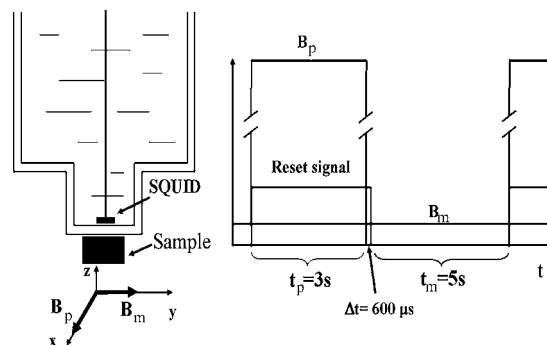 SQUID
Sample
z
B_p
B_m
y
x
B_p
Reset signal
B_m
t_p=3s
t_m=5s
t
Δt= 600 μs